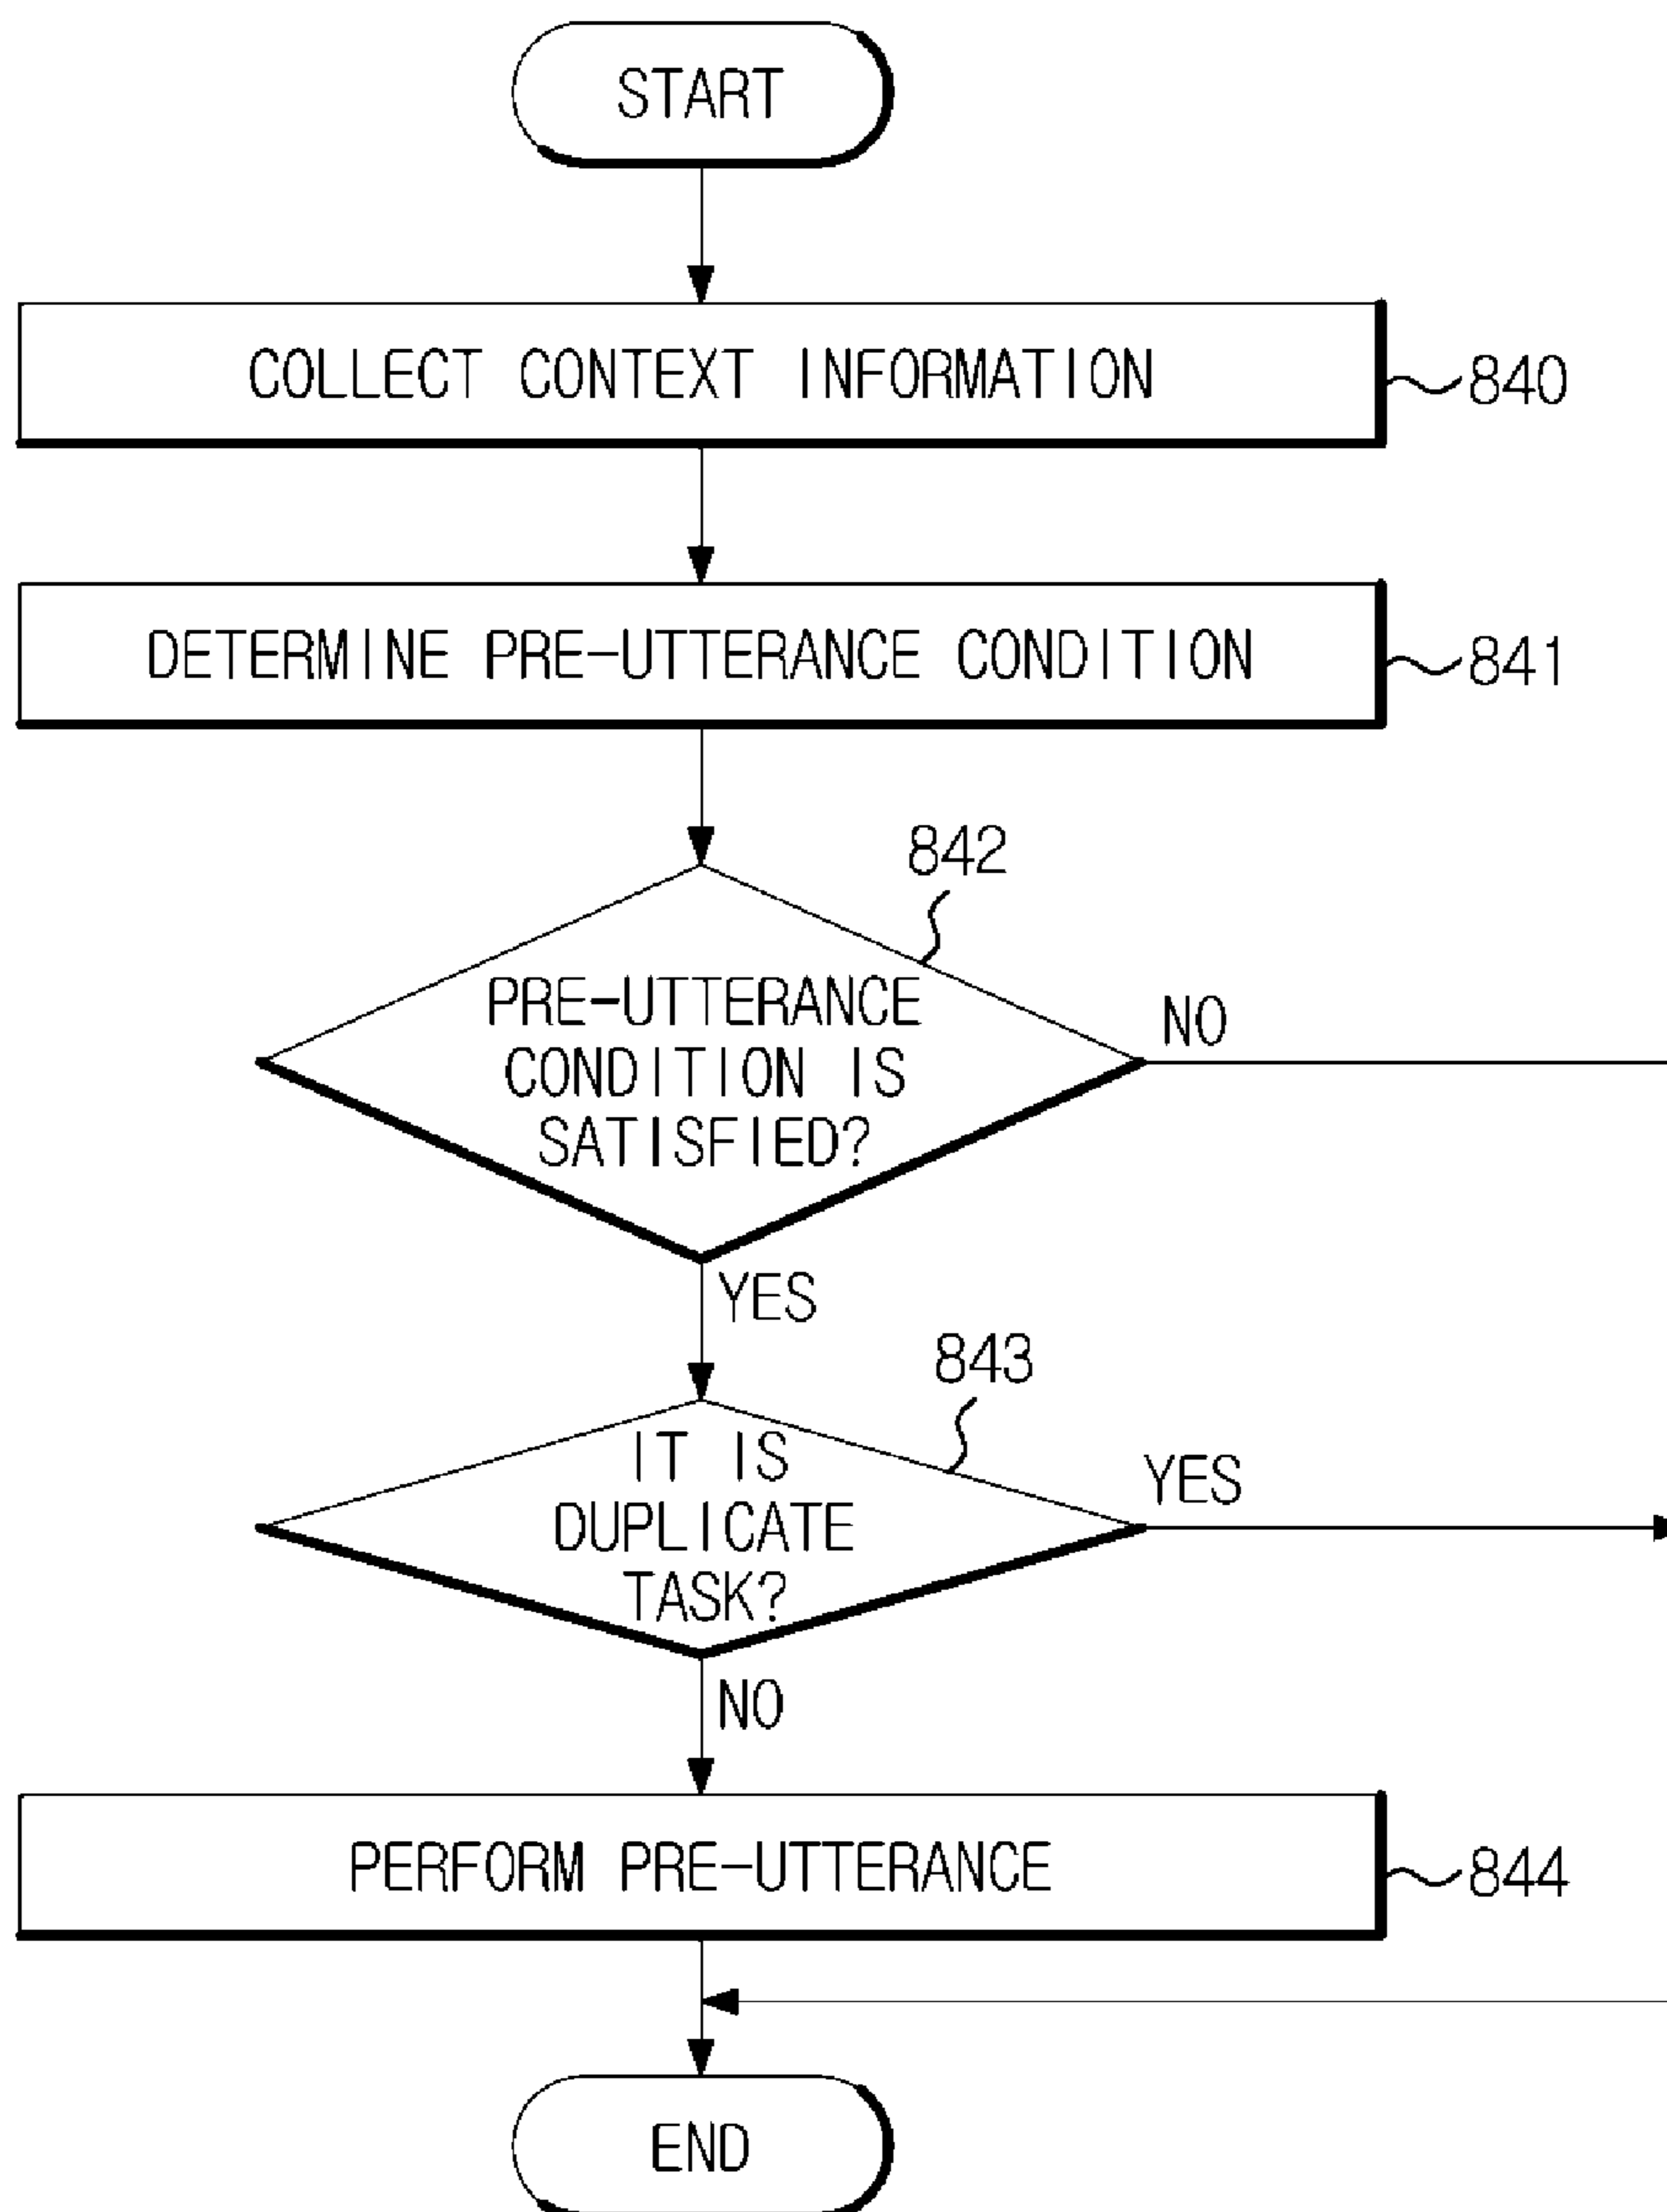 START
COLLECT CONTEXT INFORMATION
840
DETERMINE PRE-UTTERANCE CONDITION
841
842
PRE-UTTERANCE
CONDITION IS
SATISFIED?
NO
YES
843
IT IS
DUPLICATE
TASK?
YES
NO
PERFORM PRE-UTTERANCE
844
END